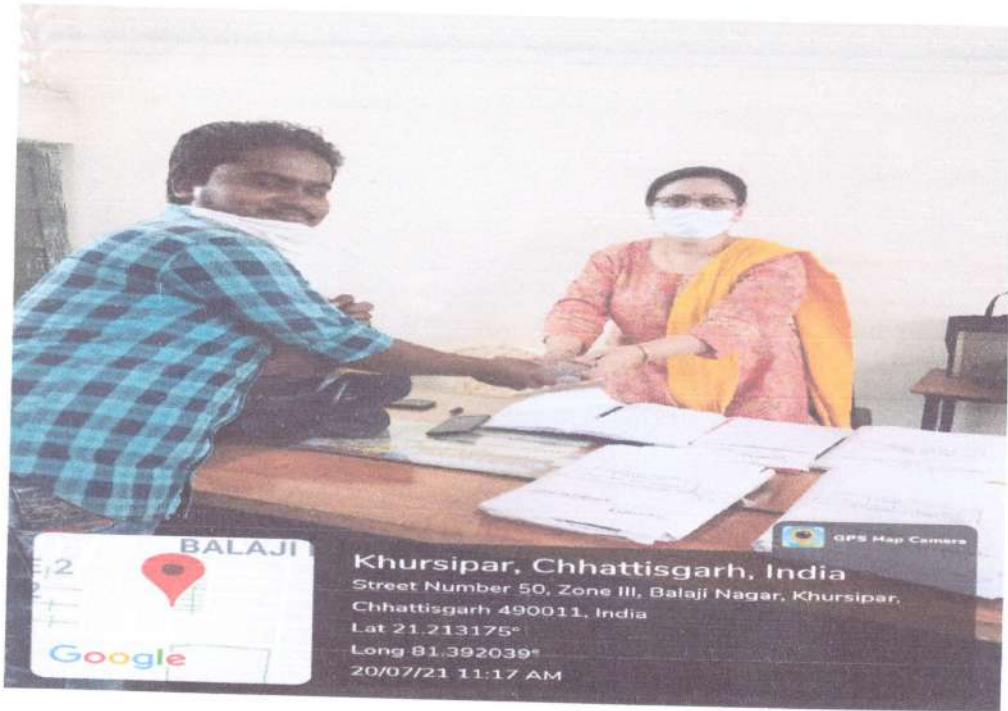 BALAJI
E,2
Google
GPS Map Camera
Khursipar, Chhattisgarh, India
Street Number 50, Zone III, Balaji Nagar, Khursipar,
Chhattisgarh 490011, India
Lat 21.213175°
Long 81.392039°
20/07/21 11:17 AM